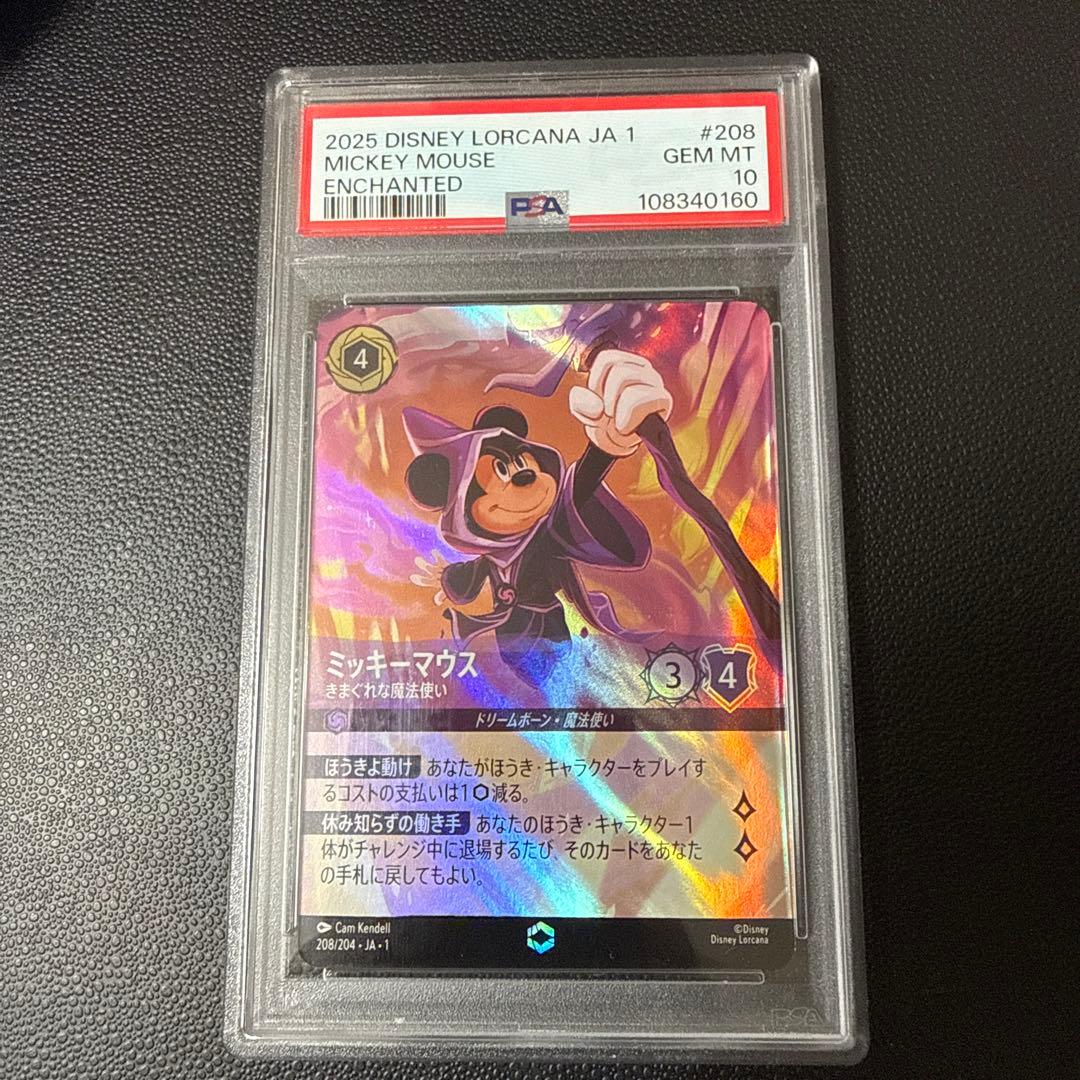 2025 DISNEY LORCANA JA 1 #208
MICKEY MOUSE GEM MT
ENCHANTED 10
PSA 108340160
4
ミッキーマウス
きまぐれな魔法使い
3 4
ドリームボーン・魔法使い
ほうきよ動け あなたがほうき・キャラクターをプレイす
るコストの支払いは1⬡減る。
休み知らずの働き手 あなたのほうき・キャラクター1
体がチャレンジ中に退場するたび、そのカードをあなた
の手札に戻してもよい。
Cam Kendell ©Disney
208/204・JA・1 Disney Lorcana
PSA